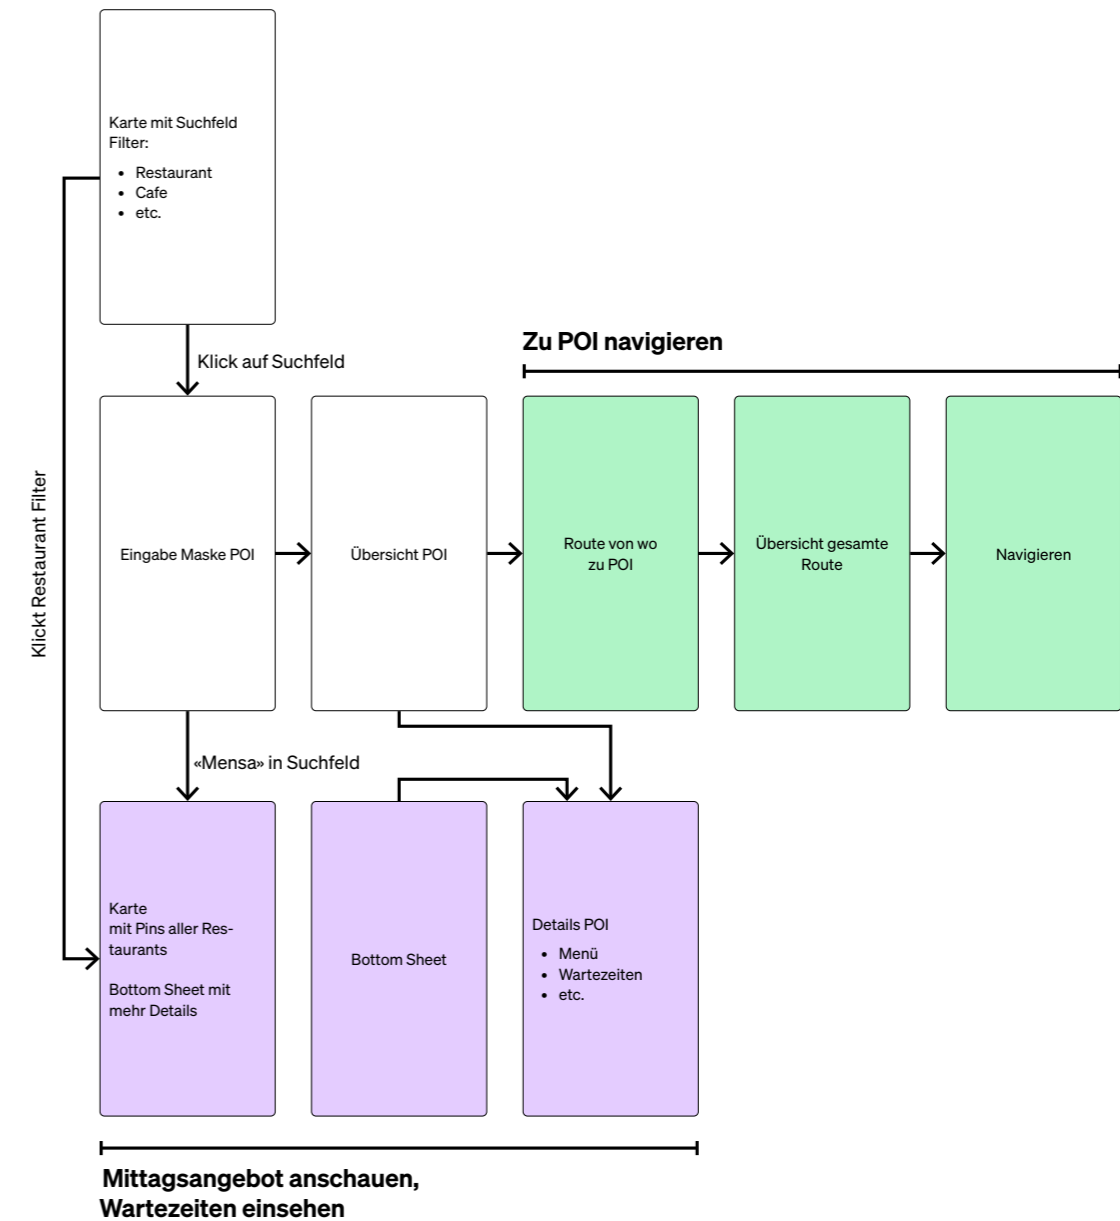 Karte mit Suchfeld
Filter:
• Restaurant
• Cafe
• etc.
Klick auf Suchfeld
Zu POI navigieren
Klickt Restaurant Filter
Eingabe Maske POI
Übersicht POI
Route von wo
zu POI
Übersicht gesamte
Route
Navigieren
«Mensa» in Suchfeld
Karte
mit Pins aller Res-
taurants
Bottom Sheet mit
mehr Details
Bottom Sheet
Details POI
• Menü
• Wartezeiten
• etc.
Mittagsangebot anschauen,
Wartezeiten einsehen